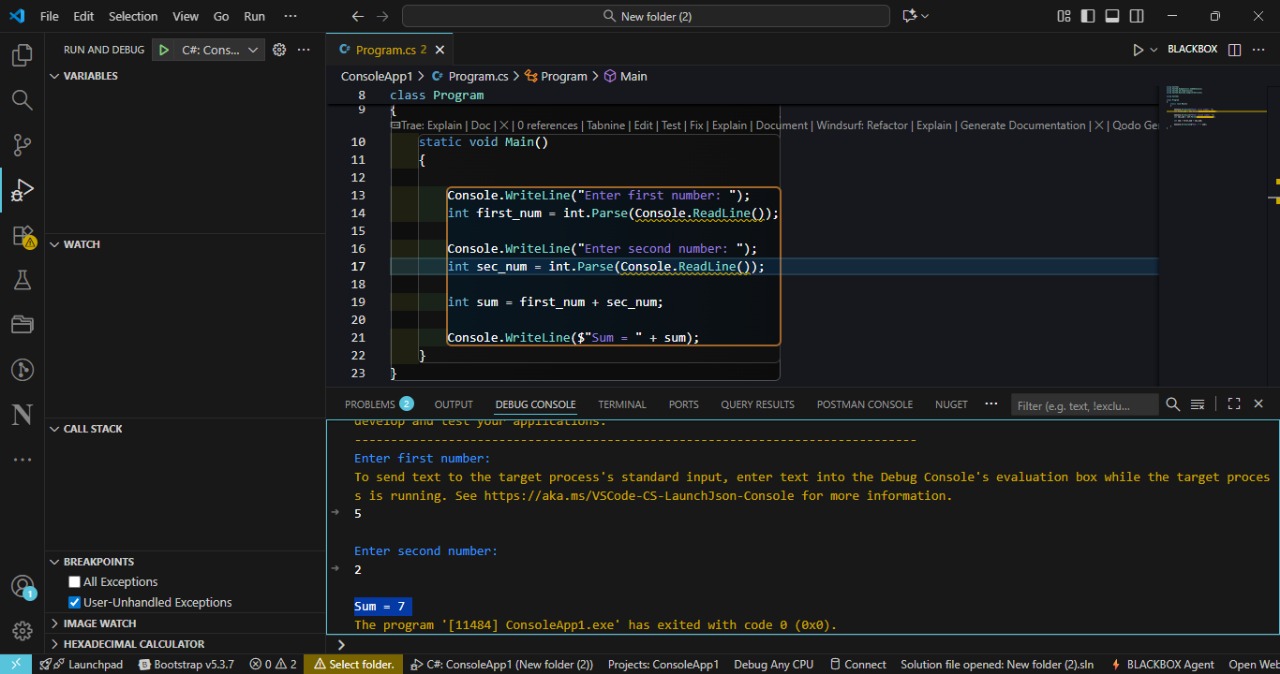 File Edit Selection View Go Run ··· New folder (2)
RUN AND DEBUG C#: Cons... ···
Program.cs 2
BLACKBOX ···
ConsoleApp1 > Program.cs > Program > Main
VARIABLES
WATCH
CALL STACK
BREAKPOINTS
All Exceptions
User-Unhandled Exceptions
IMAGE WATCH
HEXADECIMAL CALCULATOR
8 class Program
9 {
Trae: Explain | Doc | X | 0 references | Tabnine | Edit | Test | Fix | Explain | Document | Windsurf: Refactor | Explain | Generate Documentation | X | Qodo Ge
10 static void Main()
11 {
12
13 Console.WriteLine("Enter first number: ");
14 int first_num = int.Parse(Console.ReadLine());
15
16 Console.WriteLine("Enter second number: ");
17 int sec_num = int.Parse(Console.ReadLine());
18
19 int sum = first_num + sec_num;
20
21 Console.WriteLine($"Sum = " + sum);
22 }
23 }
PROBLEMS 2 OUTPUT DEBUG CONSOLE TERMINAL PORTS QUERY RESULTS POSTMAN CONSOLE NUGET ··· Filter (e.g. text, !exclu...
develop and test your applications.
------------------------------------------------------------------------------
Enter first number:
To send text to the target process's standard input, enter text into the Debug Console's evaluation box while the target proces
s is running. See https://aka.ms/VSCode-CS-LaunchJson-Console for more information.
5
Enter second number:
2
Sum = 7
The program '[11484] ConsoleApp1.exe' has exited with code 0 (0x0).
>
1
Launchpad Bootstrap v5.3.7 0 2 Select folder. C#: ConsoleApp1 (New folder (2)) Projects: ConsoleApp1 Debug Any CPU Connect Solution file opened: New folder (2).sln BLACKBOX Agent Open Web